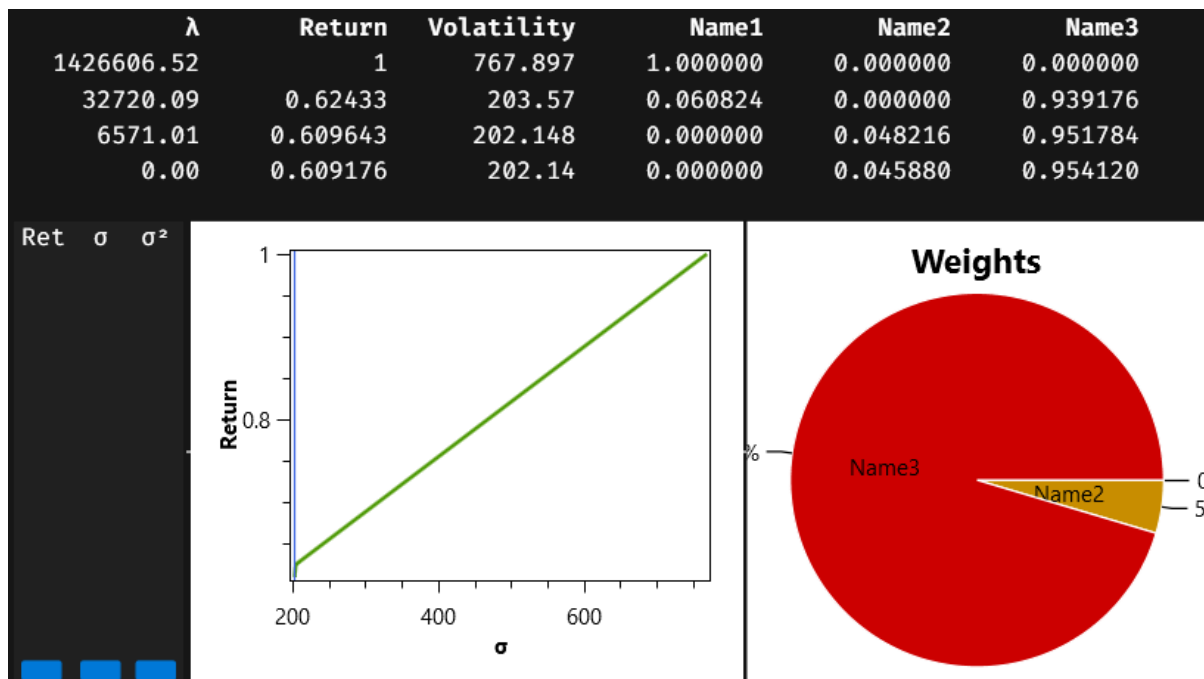 λ Return Volatility Name1 Name2 Name3
1426606.52 1 767.897 1.000000 0.000000 0.000000
32720.09 0.62433 203.57 0.060824 0.000000 0.939176
6571.01 0.609643 202.148 0.000000 0.048216 0.951784
0.00 0.609176 202.14 0.000000 0.045880 0.954120
Ret σ σ²
1
0.8
Return
200 400 600
σ
Weights
%
Name3
Name2
0
5